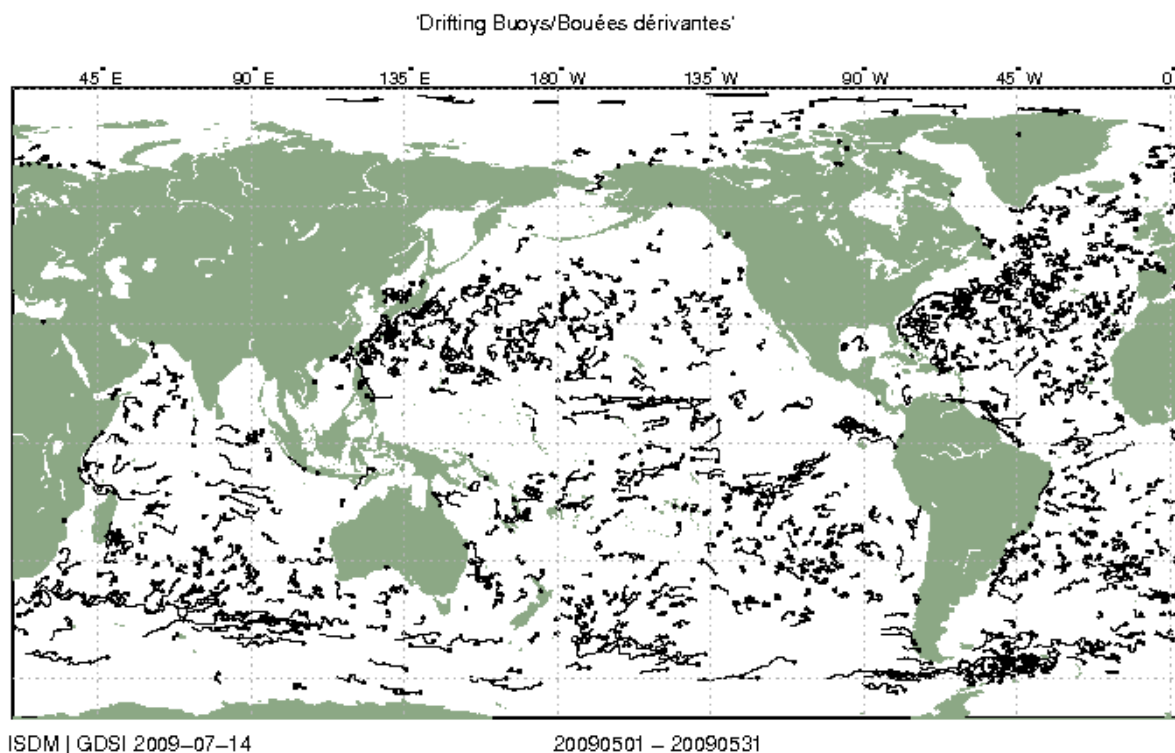 'Drifting Buoys/Bouées dérivantes'
45° E 90° E 135° E 180° W 135° W 90° W 45° W 0°
ISDM | GDSI 2009-07-14 20090501 - 20090531